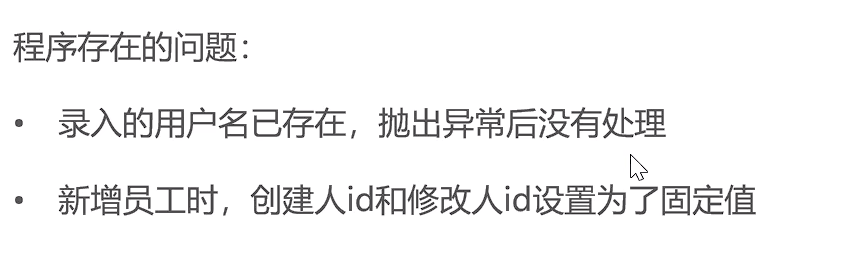 程序存在的问题：
• 录入的用户名已存在，抛出异常后没有处理
• 新增员工时，创建人id和修改人id设置为了固定值